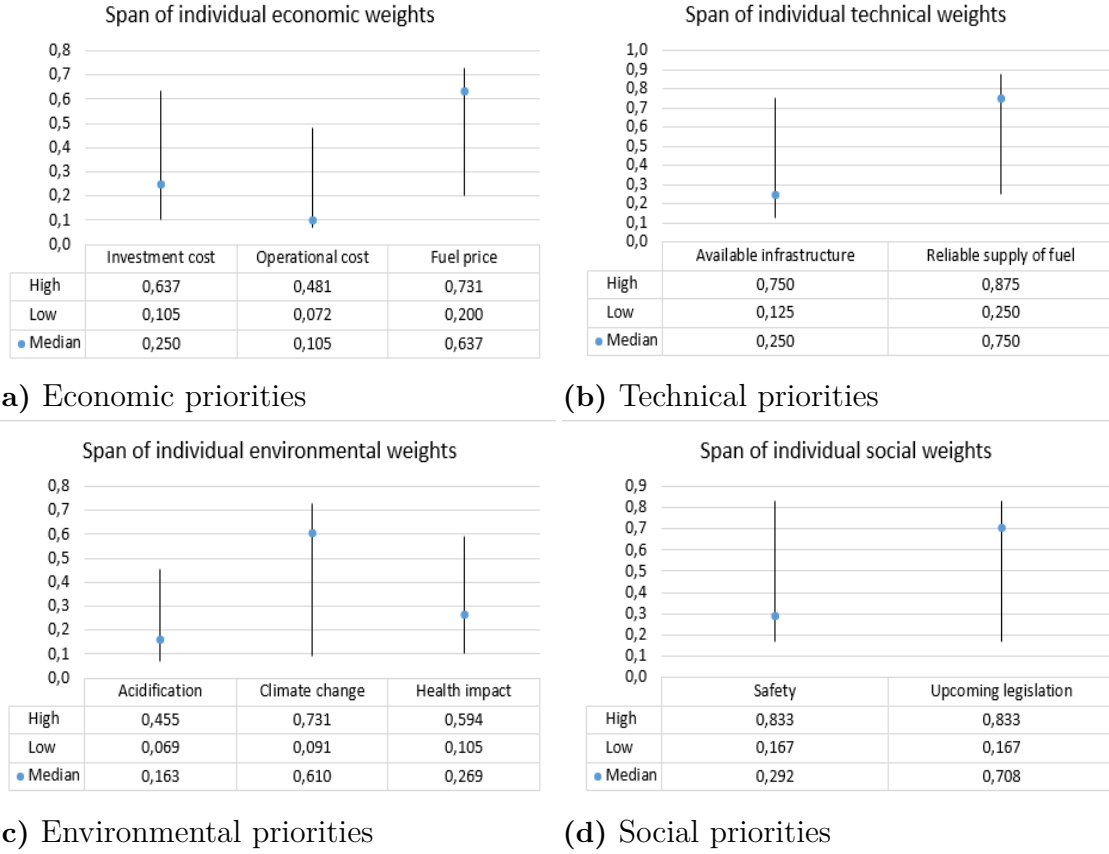 Span of individual economic weights
0,8
0,7
0,6
0,5
0,4
0,3
0,2
0,1
0,0
Investment cost Operational cost Fuel price
High 0,637 0,481 0,731
Low 0,105 0,072 0,200
Median 0,250 0,105 0,637
a) Economic priorities
Span of individual technical weights
1,0
0,9
0,8
0,7
0,6
0,5
0,4
0,3
0,2
0,1
0,0
Available infrastructure Reliable supply of fuel
High 0,750 0,875
Low 0,125 0,250
Median 0,250 0,750
(b) Technical priorities
Span of individual environmental weights
0,8
0,7
0,6
0,5
0,4
0,3
0,2
0,1
0,0
Acidification Climate change Health impact
High 0,455 0,731 0,594
Low 0,069 0,091 0,105
Median 0,163 0,610 0,269
c) Environmental priorities
Span of individual social weights
0,9
0,8
0,7
0,6
0,5
0,4
0,3
0,2
0,1
0,0
Safety Upcoming legislation
High 0,833 0,833
Low 0,167 0,167
Median 0,292 0,708
(d) Social priorities